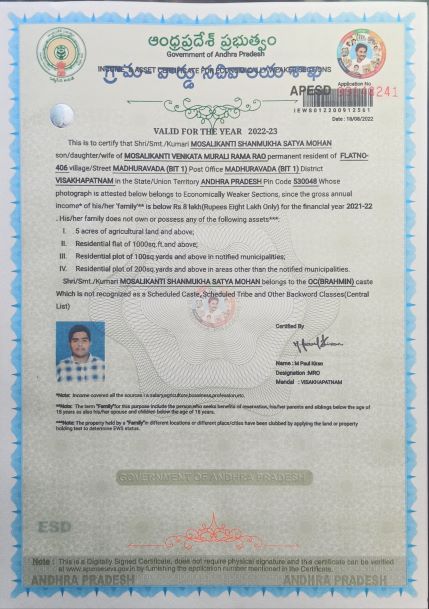 ఆంధ్రప్రదేశ్ ప్రభుత్వం
Government of Andhra Pradesh
INCOME & ASSET CERTIFICATE FOR ECONOMICALLY WEAKER SECTIONS
గ్రామ వార్డు సచివాలయ శాఖ
Application No
APESD
IEWS0122009 12561
Date : 18/08/2022
VALID FOR THE YEAR 2022-23
This is to certify that Shri/Smt./Kumari MOSALIKANTI SHANMUKHA SATYA MOHAN
son/daughter/wife of MOSALIKANTI VENKATA MURALI RAMA RAO permanent resident of FLATNO-
406 village/Street MADHURAVADA (BIT 1) Post Office MADHURAVADA (BIT 1) District
VISAKHAPATNAM in the State/Union Territory ANDHRA PRADESH Pin Code 530048 Whose
photograph is attested below belongs to Economically Weaker Sections, since the gross annual
income* of his/her 'family'** is below Rs 8 lakh(Rupees Eight Lakh Only) for the financial year 2021-22
. His/her family does not own or possess any of the following assets***:
I. 5 acres of agricultural land and above;
II. Residential flat of 1000sq.ft.and above;
III. Residential plot of 100sq.yards and above in notified municipalities;
IV. Residential plot of 200sq.yards and above in areas other than the notified municipalities.
Shri/Smt./Kumari MOSALIKANTI SHANMUKHA SATYA MOHAN belongs to the OC(BRAHMIN) caste
Which is not recognized as a Scheduled Caste,Scheduled Tribe and Other Backword Classes(Central
List)
Certified By
Name : M Paul Kiran
Designation :MRO
Mandal : VISAKHAPATNAM
*Note: Income covered all the sources i.e salary,agriculture,bussiness,profession,etc.
**Note: The term "Family"for this purpose include the person,who seeks benefits of reservation, his/her parents and siblings below the age of
18 years as also his/her spouse and children below the age of 18 years.
***Note: The property held by a "Family"in different locations or different place/cities have been clubbed by applying the land or property
holding test to determine EWS status.
GOVERNMENT OF ANDHRA PRADESH
ESD
Note : This is a Digitally Signed Certificate, does not require physical signature and this certificate can be verified
at www.apmeeseva.gov.in by furnishing the application number mentioned in the Certificate.
ANDHRA PRADESH ANDHRA PRADESH